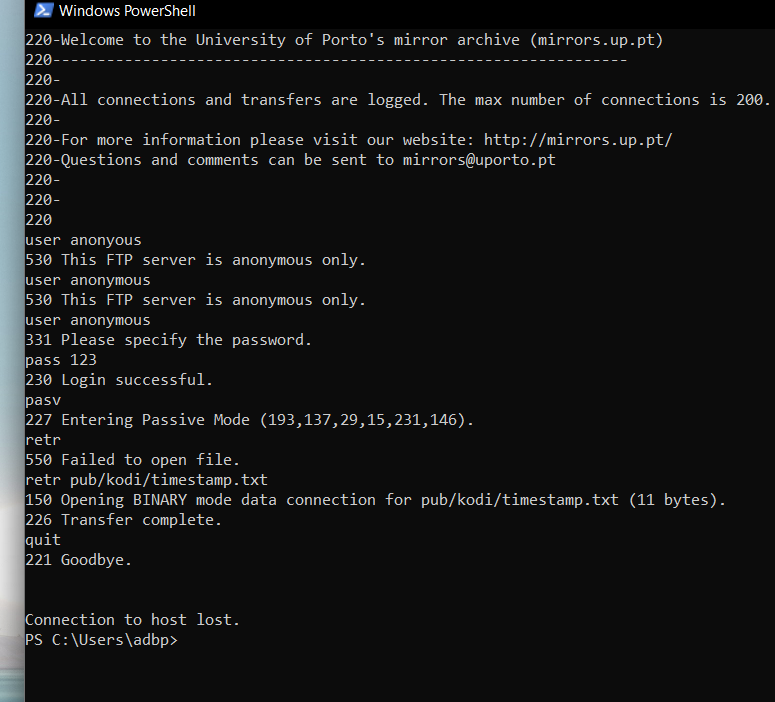 Windows PowerShell
220-Welcome to the University of Porto's mirror archive (mirrors.up.pt)
220----------------------------------------------------------------
220-
220-All connections and transfers are logged. The max number of connections is 200.
220-
220-For more information please visit our website: http://mirrors.up.pt/
220-Questions and comments can be sent to mirrors@uporto.pt
220-
220-
220
user anonyous
530 This FTP server is anonymous only.
user anonymous
530 This FTP server is anonymous only.
user anonymous
331 Please specify the password.
pass 123
230 Login successful.
pasv
227 Entering Passive Mode (193,137,29,15,231,146).
retr
550 Failed to open file.
retr pub/kodi/timestamp.txt
150 Opening BINARY mode data connection for pub/kodi/timestamp.txt (11 bytes).
226 Transfer complete.
quit
221 Goodbye.
Connection to host lost.
PS C:\Users\adbp>